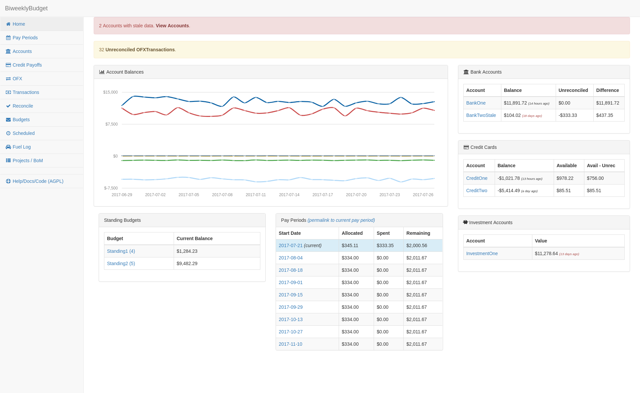 BiweeklyBudget
Home
Pay Periods
Accounts
Credit Payoffs
OFX
Transactions
Reconcile
Budgets
Scheduled
Fuel Log
Projects / BoM
Help/Docs/Code (AGPL)
2 Accounts with stale data. View Accounts.
Unreconciled OFXTransactions.
Account Balances
$7,500
$0
$-7,500
2017-07-02 2017-07-05 2017-07-08 2017-07-11 2017-07-14 2017-07-17 2017-07-20 2017-07-23
Standing Budgets
Budget Current Balance
Standing1 (4) $1,284.23
Standing2 (5) $9,482.29
Pay Periods (permalink to current pay period)
Start Date Allocated Spent Remaining
2017-07-21 (current) $345.11 $333.35 $2,000.56
2017-08-04 $334.00 $0.00 $2,011.67
2017-08-18 $334.00 $0.00 $2,011.67
2017-09-01 $334.00 $0.00 $2,011.67
2017-09-15 $334.00 $0.00 $2,011.67
2017-09-29 $334.00 $0.00 $2,011.67
2017-10-13 $334.00 $0.00 $2,011.67
2017-10-27 $334.00 $0.00 $2,011.67
2017-11-10 $334.00 $0.00 $2,011.67
Bank Accounts
Account Balance Unreconciled Difference
BankOne $11,891.72 (14 hours ago) $0.00 $11,891.72
BankTwoStale $104.02 (18 days ago) -$333.33 $437.35
Credit Cards
Account Balance Available Avail - Unrec
CreditOne -$1,021.78 (13 hours ago) $978.22 $756.00
CreditTwo -$5,414.49 (a day ago) $85.51 $85.51
Investment Accounts
Account Value
InvestmentOne $11,278.64 (13 days ago)